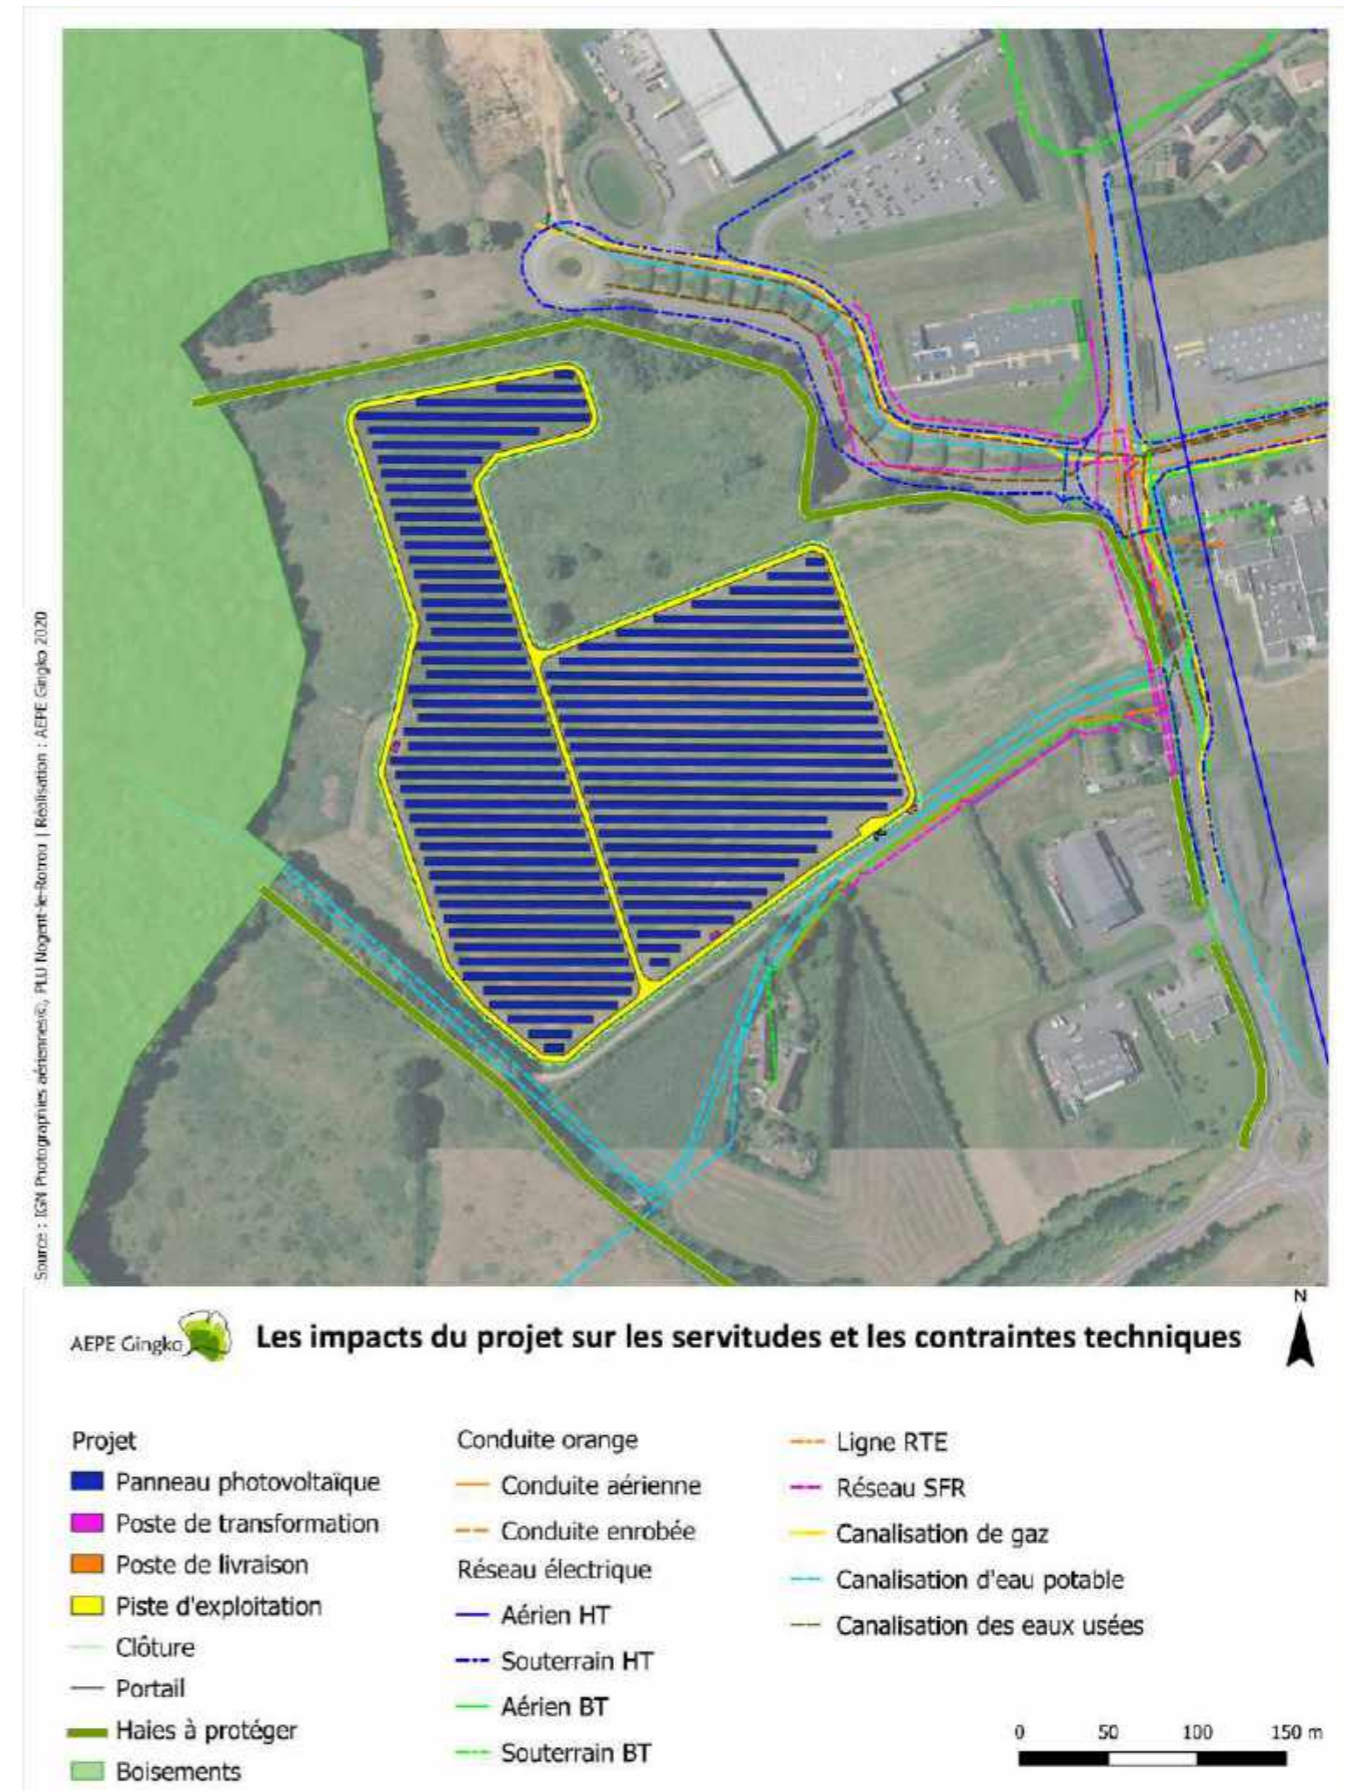 Source : IGN Photographies aériennes©, PLU Nogent-le-Rotrou | Réalisation : AEPE Gingko 2020
N
AEPE Gingko
Les impacts du projet sur les servitudes et les contraintes techniques
Projet
Panneau photovoltaïque
Poste de transformation
Poste de livraison
Piste d'exploitation
Clôture
Portail
Haies à protéger
Boisements
Conduite orange
Conduite aérienne
Conduite enrobée
Réseau électrique
Aérien HT
Souterrain HT
Aérien BT
Souterrain BT
Ligne RTE
Réseau SFR
Canalisation de gaz
Canalisation d'eau potable
Canalisation des eaux usées
0 50 100 150 m